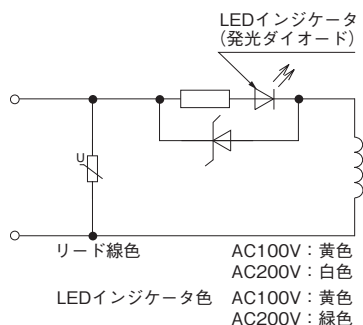 LEDインジケータ
(発光ダイオード)
U
リード線色 AC100V:黄色
AC200V:白色
LEDインジケータ色 AC100V:黄色
AC200V:緑色